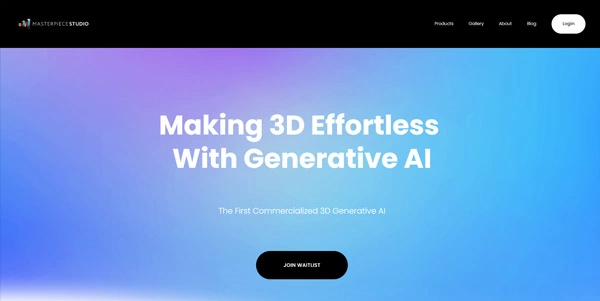 MASTERPIECE STUDIO
Products
Gallery
About
Blog
Login
Making 3D Effortless
With Generative AI
The First Commercialized 3D Generative AI
JOIN WAITLIST